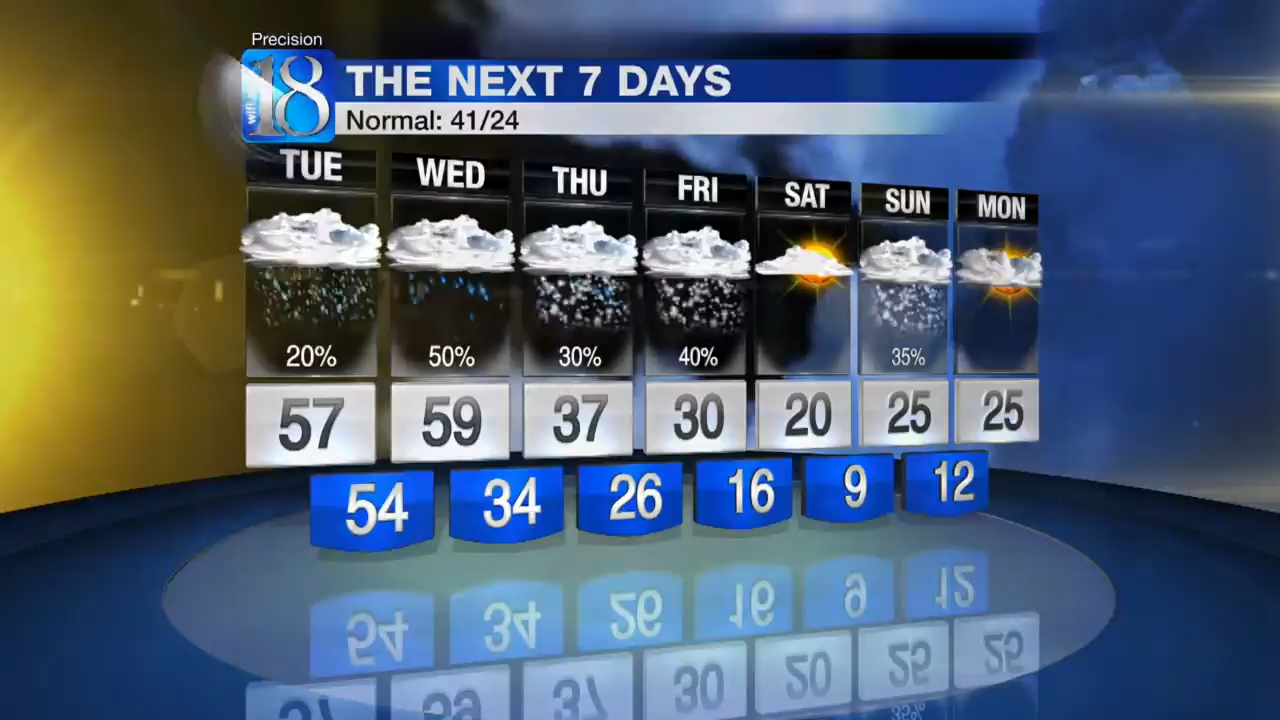 Precision
wlfi 18
THE NEXT 7 DAYS
Normal: 41/24
TUE WED THU FRI SAT SUN MON
20% 50% 30% 40% 35%
57 59 37 30 20 25 25
54 34 26 16 9 12